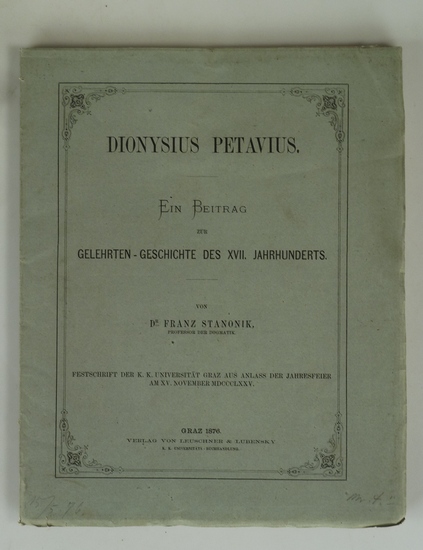 DIONYSIUS PETAVIUS.
EIN BEITRAG
ZUR
GELEHRTEN-GESCHICHTE DES XVII. JAHRHUNDERTS.
VON
DR. FRANZ STANONIK,
PROFESSOR DER DOGMATIK.
FESTSCHRIFT DER K. K. UNIVERSITÄT GRAZ AUS ANLASS DER JAHRESFEIER
AM XV. NOVEMBER MDCCCLXXV.
GRAZ 1876.
VERLAG VON LEUSCHNER & LUBENSKY
K. K. UNIVERSITÄTS-BUCHHANDLUNG.